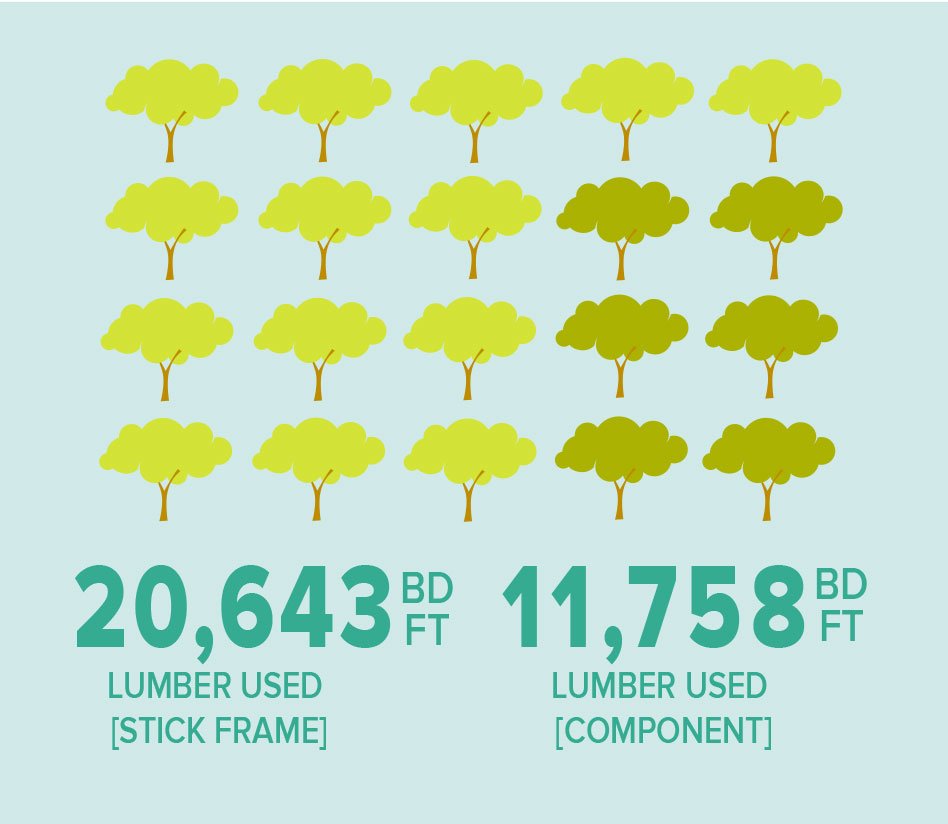 20,643 BD FT
LUMBER USED
[STICK FRAME]
11,758 BD FT
LUMBER USED
[COMPONENT]